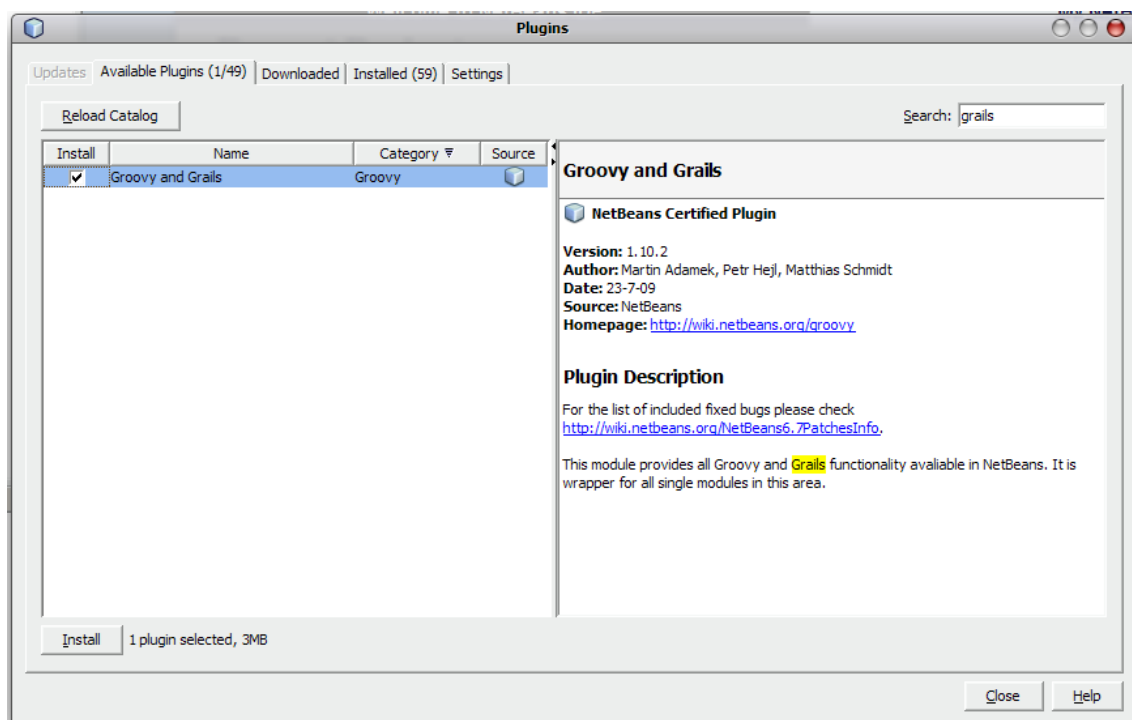 Plugins
Updates Available Plugins (1/49) Downloaded Installed (59) Settings
Reload Catalog
Search: grails
Install Name Category Source
Groovy and Grails Groovy
Groovy and Grails
NetBeans Certified Plugin
Version: 1.10.2
Author: Martin Adamek, Petr Hejl, Matthias Schmidt
Date: 23-7-09
Source: NetBeans
Homepage: http://wiki.netbeans.org/groovy
Plugin Description
For the list of included fixed bugs please check
http://wiki.netbeans.org/NetBeans6.7PatchesInfo.
This module provides all Groovy and Grails functionality avaliable in NetBeans. It is
wrapper for all single modules in this area.
Install 1 plugin selected, 3MB
Close Help